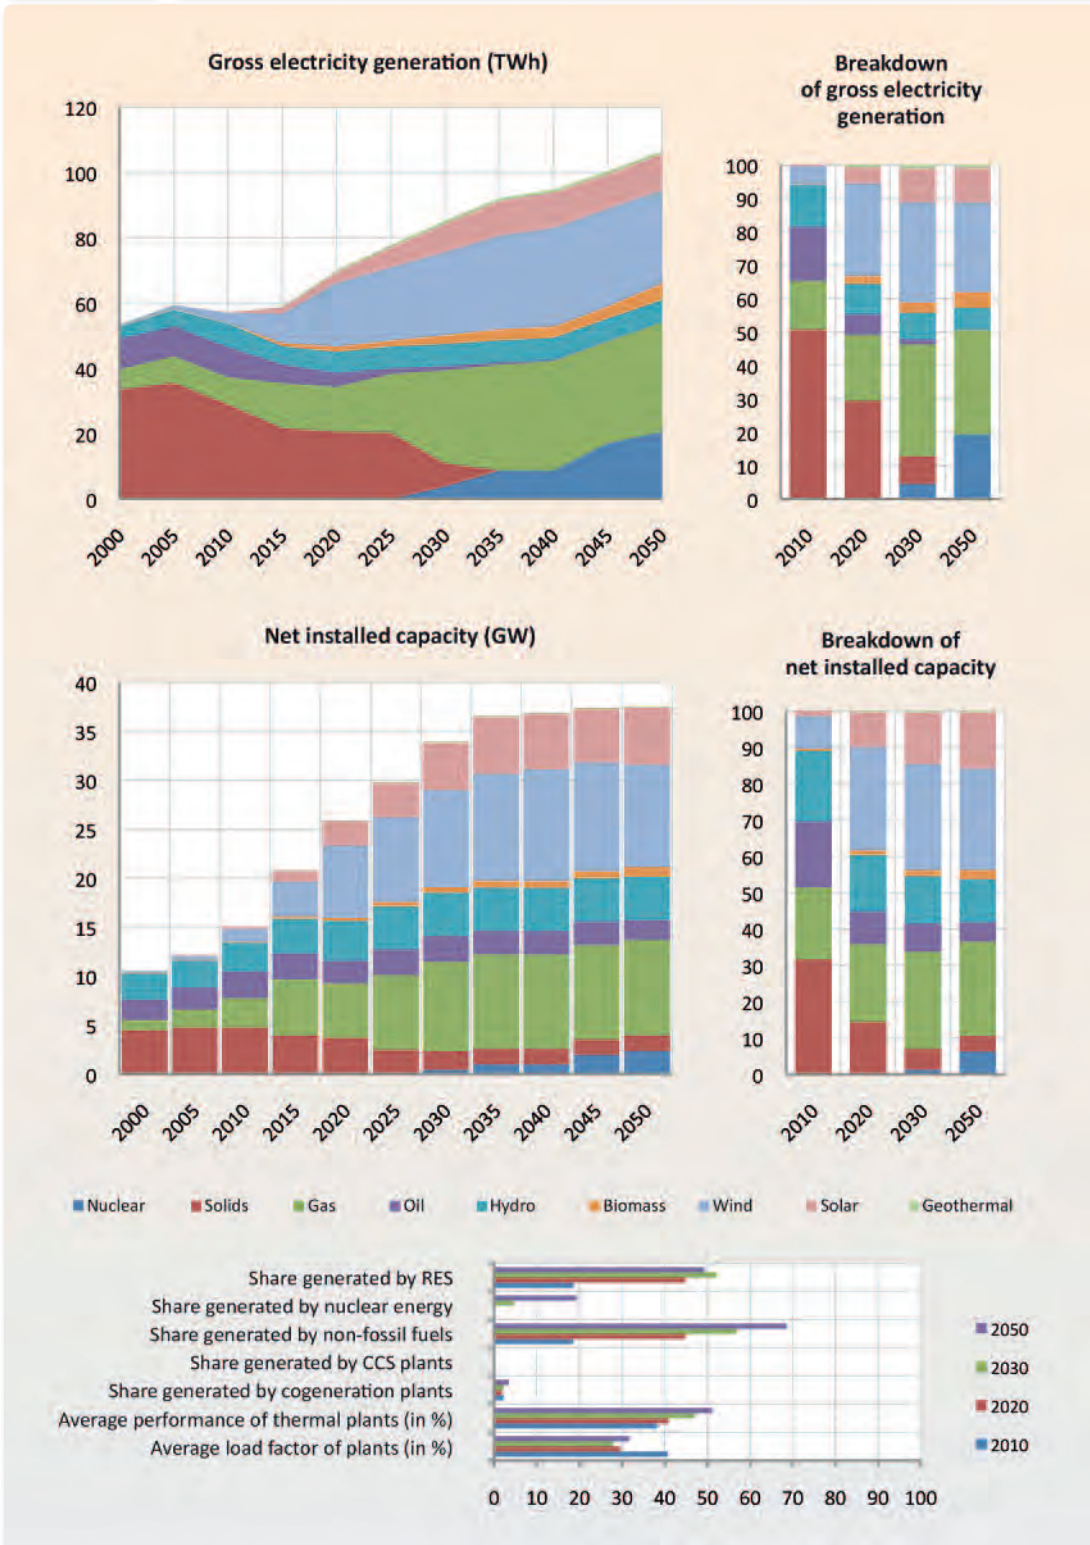 Gross electricity generation (TWh)
120
100
80
60
40
20
0
2000 2005 2010 2015 2020 2025 2030 2035 2040 2045 2050
Breakdown
of gross electricity
generation
100
90
80
70
60
50
40
30
20
10
0
2010 2020 2030 2050
Net installed capacity (GW)
40
35
30
25
20
15
10
5
0
2000 2005 2010 2015 2020 2025 2030 2035 2040 2045 2050
Breakdown of
net installed capacity
100
90
80
70
60
50
40
30
20
10
0
2010 2020 2030 2050
Nuclear Solids Gas Oil Hydro Biomass Wind Solar Geothermal
Share generated by RES
Share generated by nuclear energy
Share generated by non-fossil fuels
Share generated by CCS plants
Share generated by cogeneration plants
Average performance of thermal plants (in %)
Average load factor of plants (in %)
0 10 20 30 40 50 60 70 80 90 100
2050
2030
2020
2010